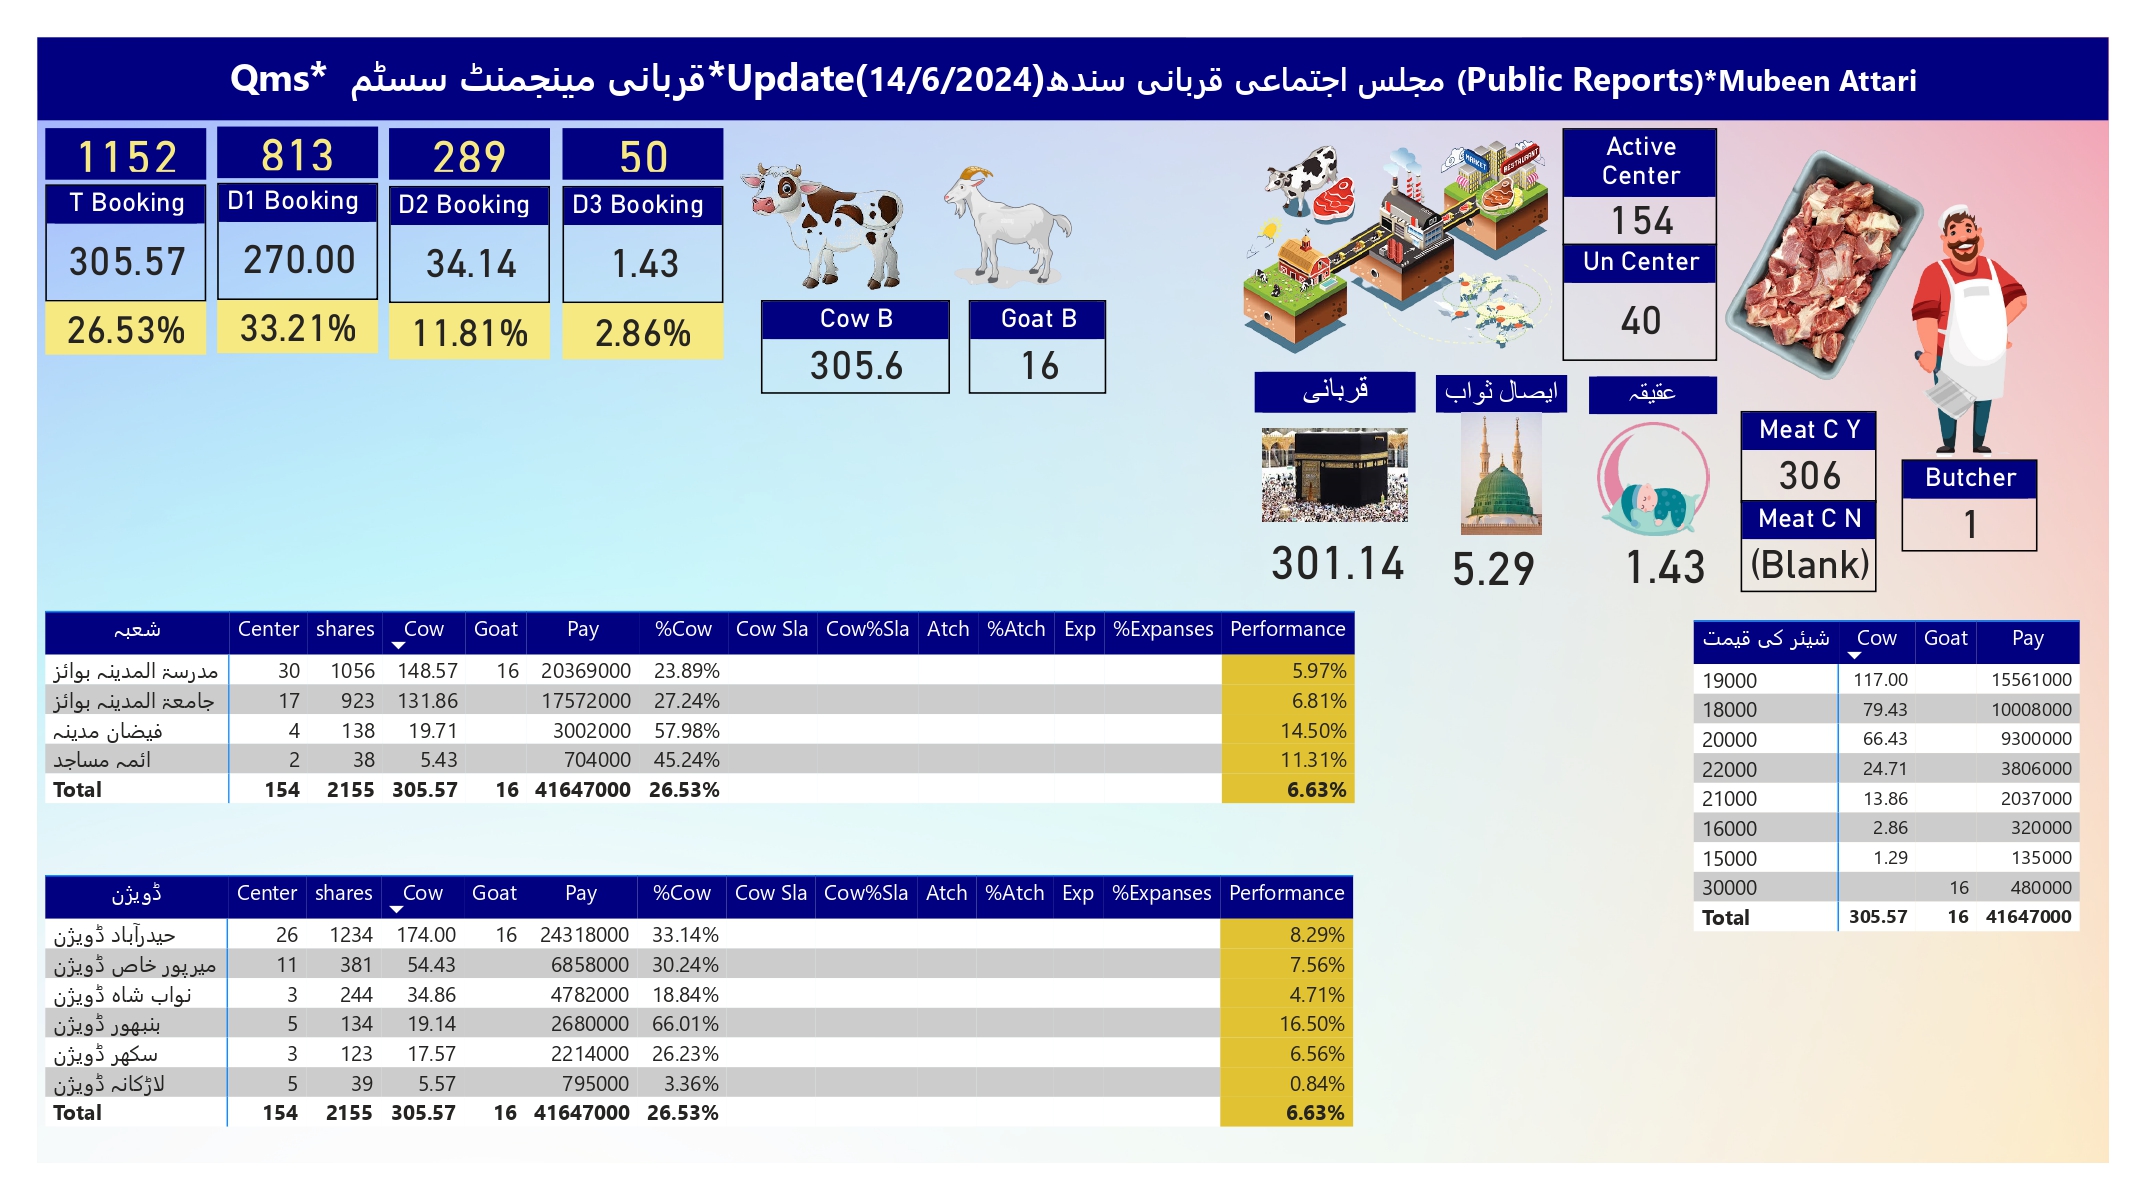 Qms* قربانی مینجمنٹ سسٹم*Update(14/6/2024)مجلس اجتماعی قربانی سندھ (Public Reports)*Mubeen Attari
1152 813 289 50
T Booking D1 Booking D2 Booking D3 Booking
305.57 270.00 34.14 1.43
26.53% 33.21% 11.81% 2.86%
Cow B Goat B
305.6 16
MARKET RESTAURANT
Active Center
154
Un Center
40
قربانی ایصال ثواب عقیقہ
301.14 5.29 1.43
Meat C Y
306
Meat C N
(Blank)
Butcher
1
شعبہ Center shares Cow Goat Pay %Cow Cow Sla Cow%Sla Atch %Atch Exp %Expanses Performance
مدرسۃ المدینہ بوائز 30 1056 148.57 16 20369000 23.89% 5.97%
جامعۃ المدینہ بوائز 17 923 131.86 17572000 27.24% 6.81%
فیضان مدینہ 4 138 19.71 3002000 57.98% 14.50%
ائمہ مساجد 2 38 5.43 704000 45.24% 11.31%
Total 154 2155 305.57 16 41647000 26.53% 6.63%
شیئر کی قیمت Cow Goat Pay
19000 117.00 15561000
18000 79.43 10008000
20000 66.43 9300000
22000 24.71 3806000
21000 13.86 2037000
16000 2.86 320000
15000 1.29 135000
30000 16 480000
Total 305.57 16 41647000
ڈویژن Center shares Cow Goat Pay %Cow Cow Sla Cow%Sla Atch %Atch Exp %Expanses Performance
حیدرآباد ڈویژن 26 1234 174.00 16 24318000 33.14% 8.29%
میرپور خاص ڈویژن 11 381 54.43 6858000 30.24% 7.56%
نواب شاہ ڈویژن 3 244 34.86 4782000 18.84% 4.71%
بنبھور ڈویژن 5 134 19.14 2680000 66.01% 16.50%
سکھر ڈویژن 3 123 17.57 2214000 26.23% 6.56%
لاڑکانہ ڈویژن 5 39 5.57 795000 3.36% 0.84%
Total 154 2155 305.57 16 41647000 26.53% 6.63%